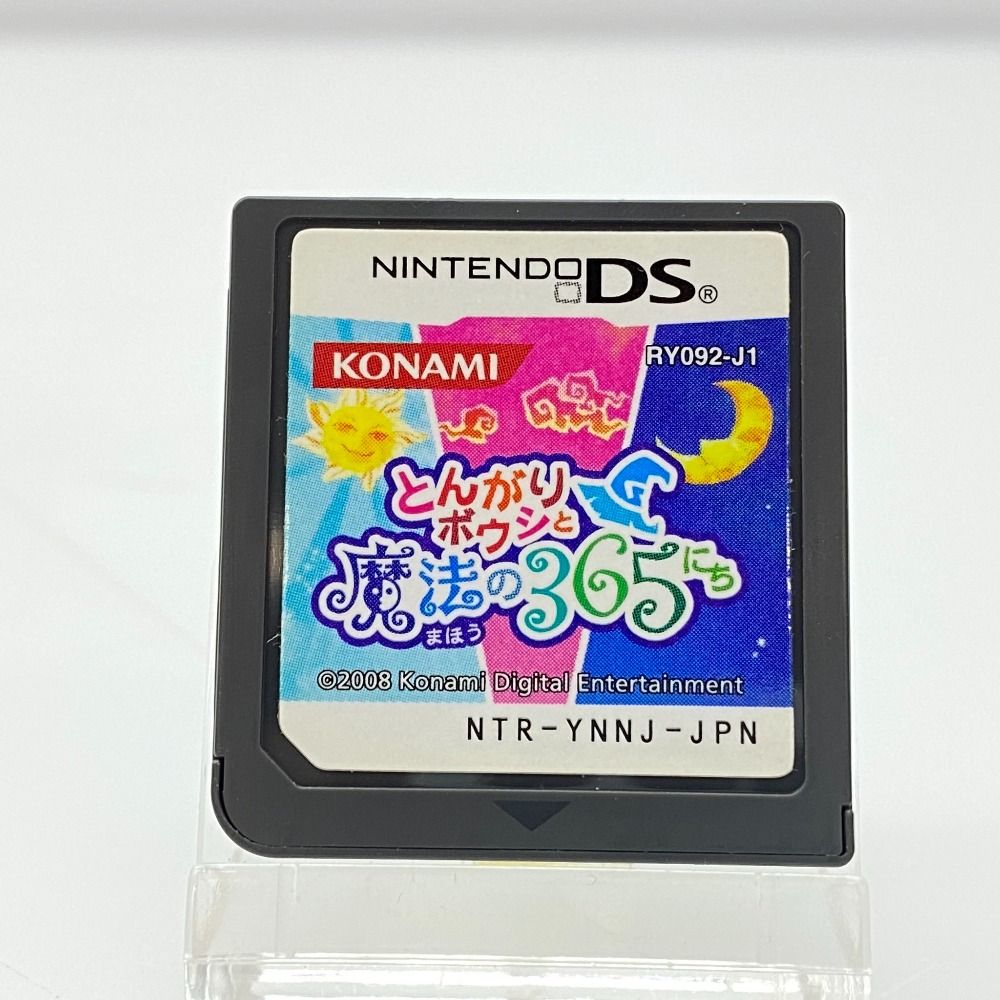 NINTENDO DS®
KONAMI
RY092-J1
とんがり
ボウシと
魔法の365にち
まほう
©2008 Konami Digital Entertainment
NTR-YNNJ-JPN